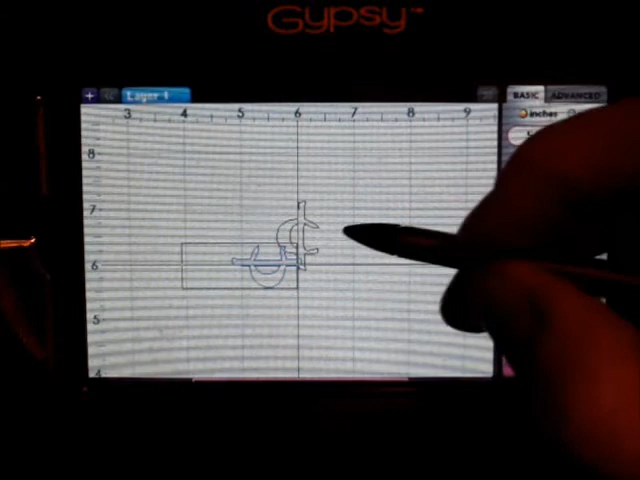 Gypsy™
+ Layer 1
BASIC ADVANCED
inches
3 4 5 6 7 8 9
8
7
6
5
4